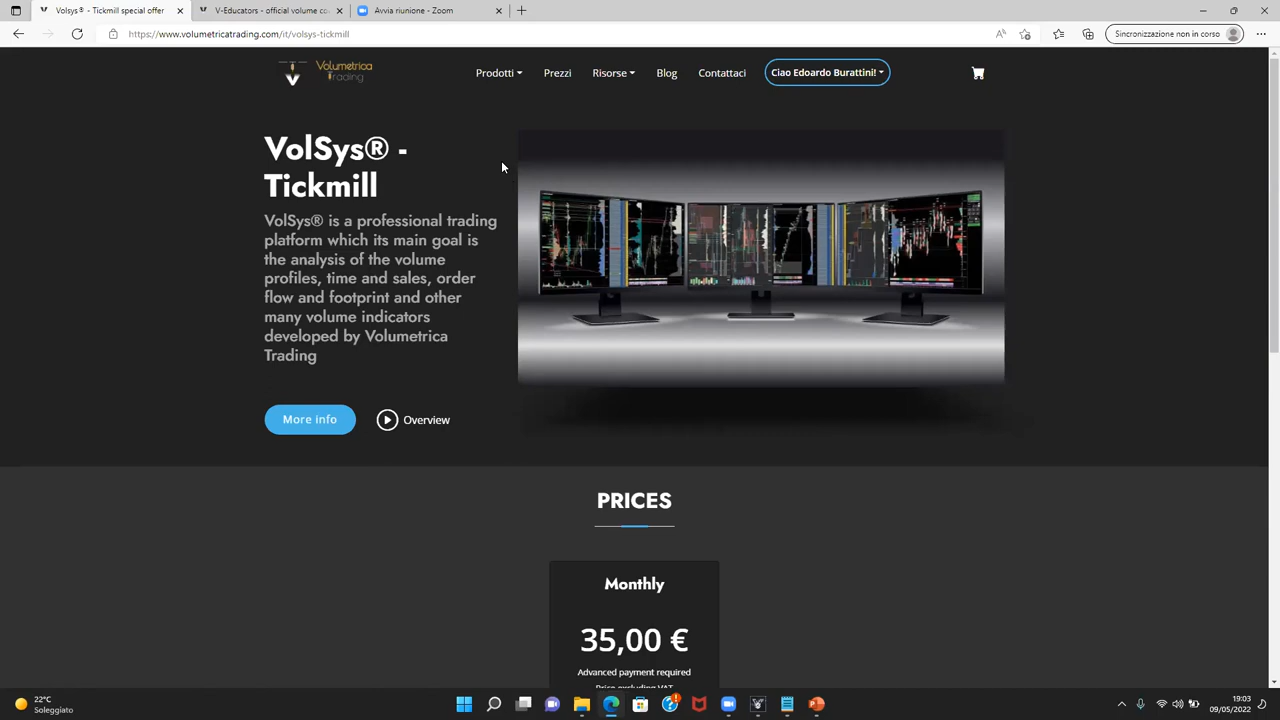 Volsys® - Tickmill special offer
V-Educators - official volume co
Avvia riunione - Zoom
https://www.volumetricatrading.com/it/volsys-tickmill
Sincronizzazione non in corso
Volumetrica
Trading
Prodotti
Prezzi
Risorse
Blog
Contattaci
Ciao Edoardo Burattini!
VolSys® -
Tickmill
VolSys® is a professional trading
platform which its main goal is
the analysis of the volume
profiles, time and sales, order
flow and footprint and other
many volume indicators
developed by Volumetrica
Trading
More info
Overview
PRICES
Monthly
35,00 €
Advanced payment required
Price excluding VAT
22°C
Soleggiato
19:03
09/05/2022